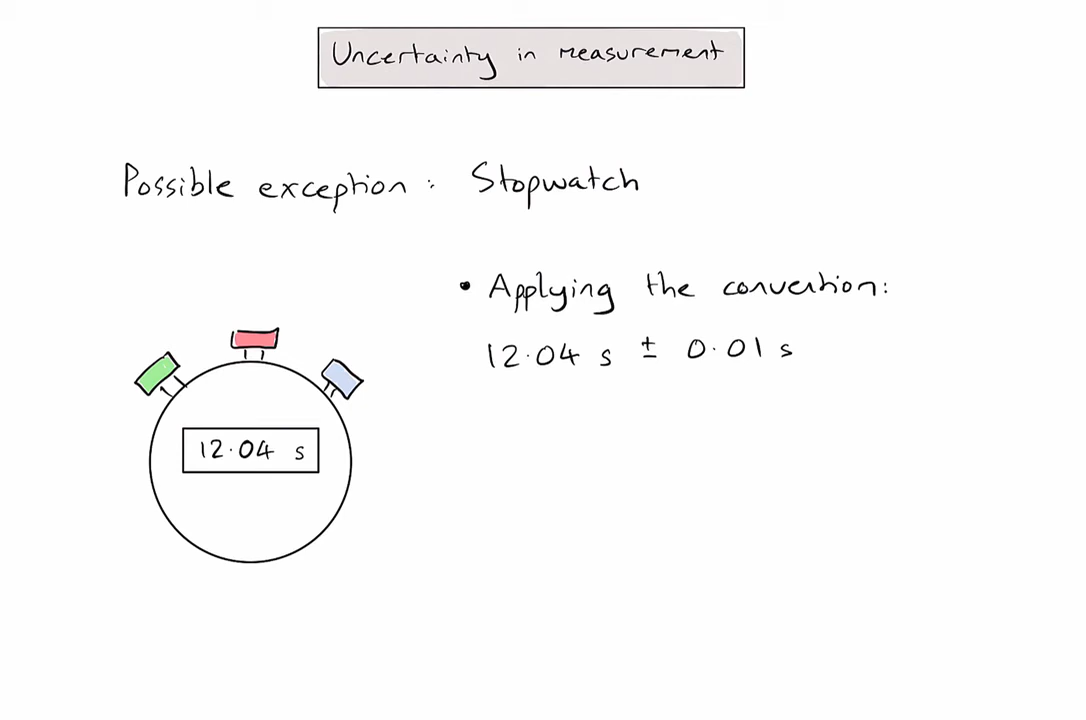 Uncertainty in measurement
Possible exception: Stopwatch
• Applying the convention:
12.04 s ± 0.01 s
12.04 s